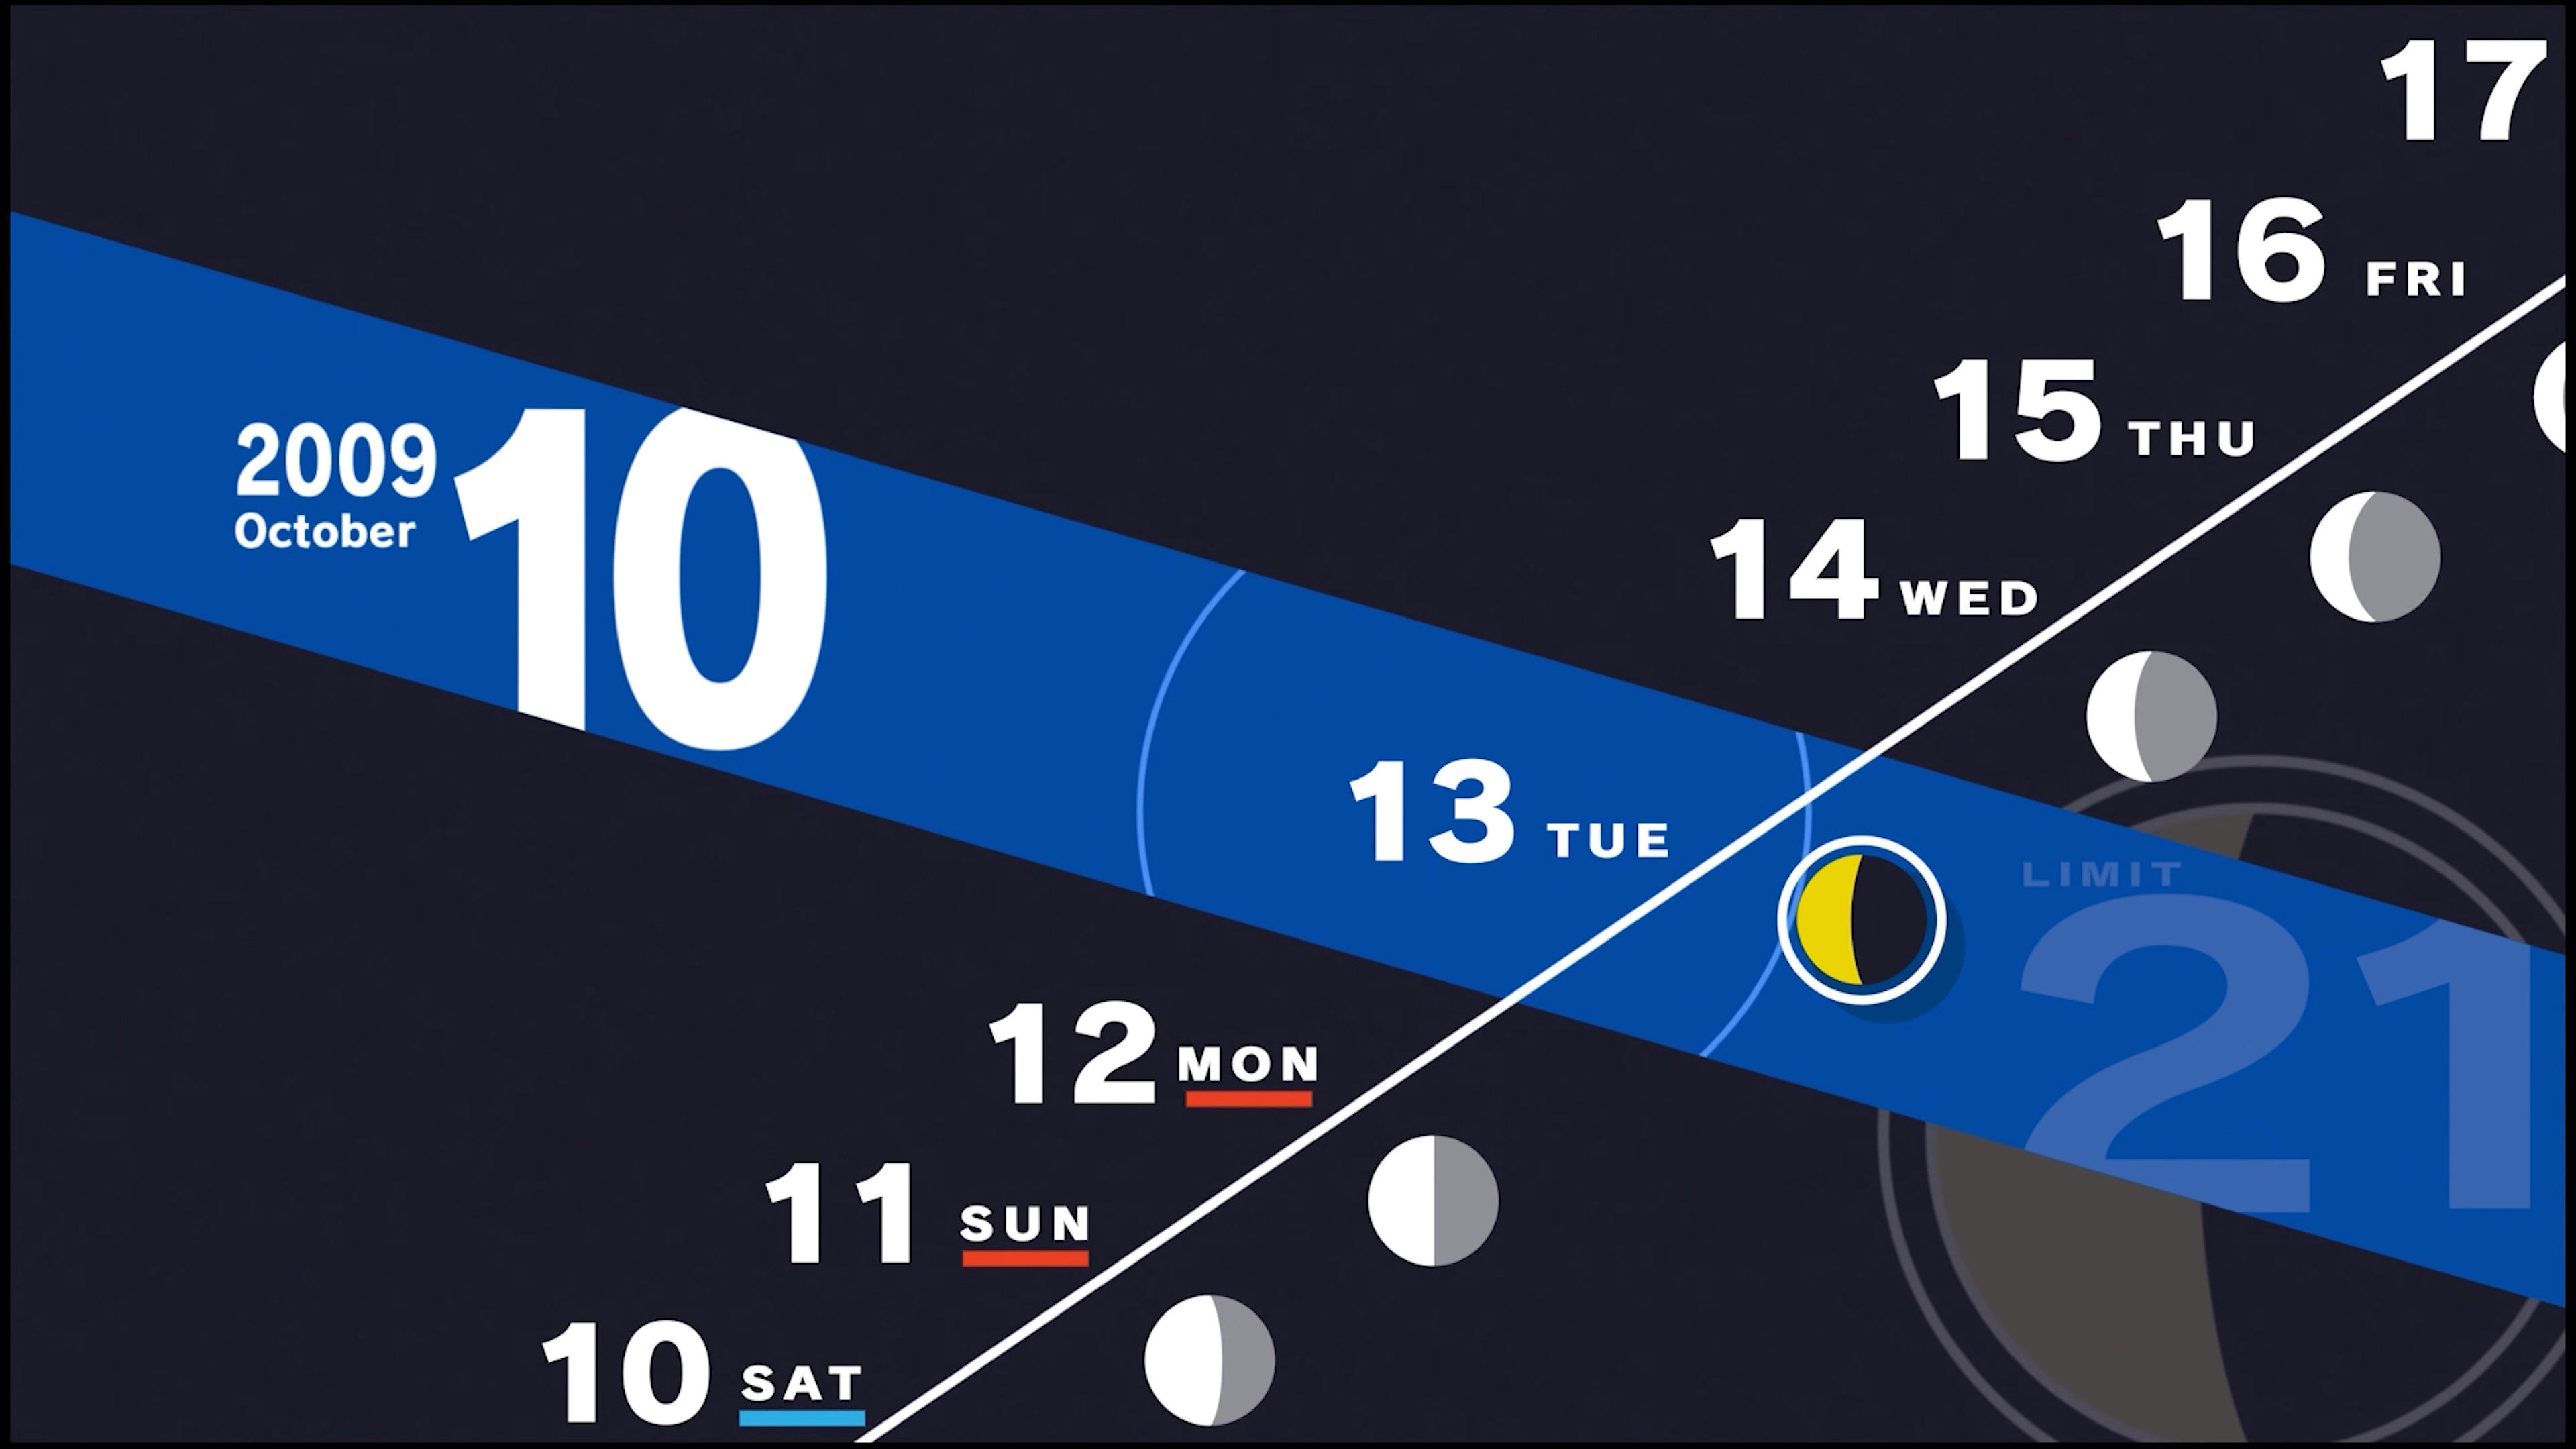 17
16 FRI
15 THU
2009
October
10
14 WED
13 TUE
LIMIT
21
12 MON
11 SUN
10 SAT